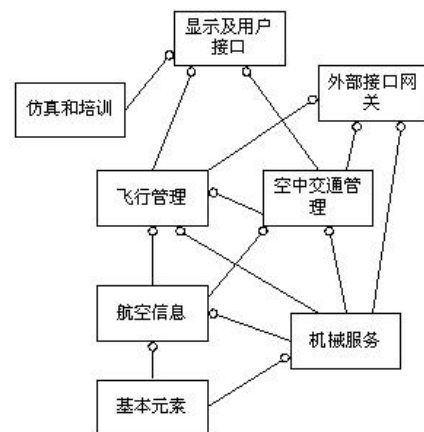 显示及用户
接口
外部接口网
关
仿真和培训
飞行管理
空中交通管
理
航空信息
机械服务
基本元素